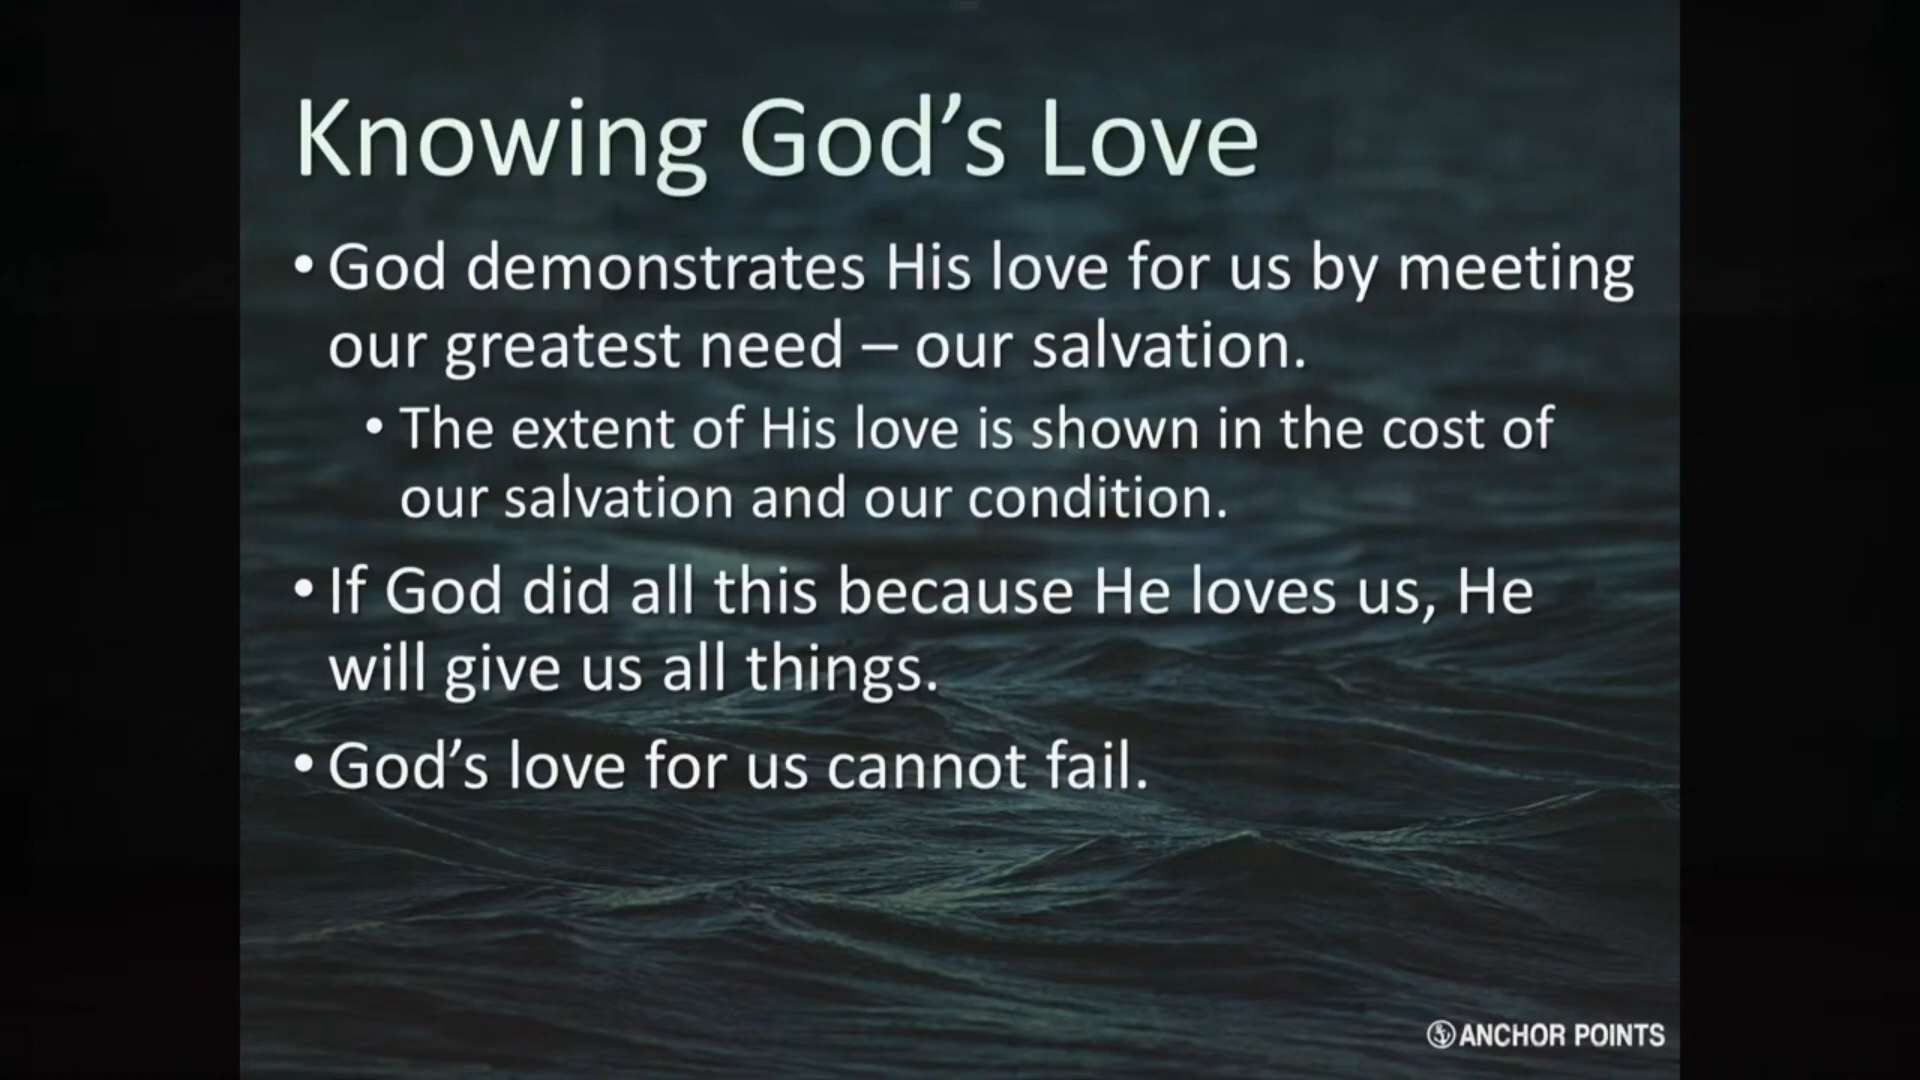 Knowing God’s Love
• God demonstrates His love for us by meeting
our greatest need – our salvation.
• The extent of His love is shown in the cost of
our salvation and our condition.
• If God did all this because He loves us, He
will give us all things.
• God’s love for us cannot fail.
ANCHOR POINTS